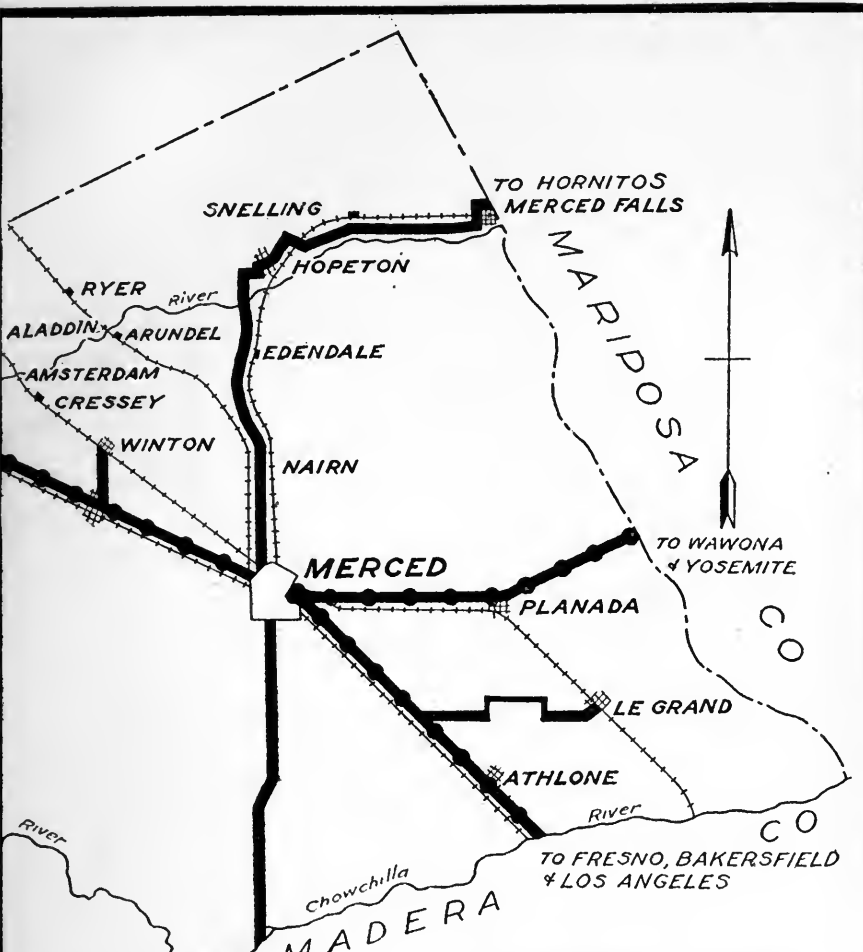 TO HORNITOS
SNELLING
MERCED FALLS
HOPETON
MARIPOSA
RYER
River
ALADDIN
ARUNDEL
EDENDALE
AMSTERDAM
CRESSEY
WINTON
NAIRN
TO WAWONA
& YOSEMITE
MERCED
PLANADA
CO
LE GRAND
ATHLONE
River
River
CO
TO FRESNO, BAKERSFIELD
& LOS ANGELES
Chowchilla
MADERA